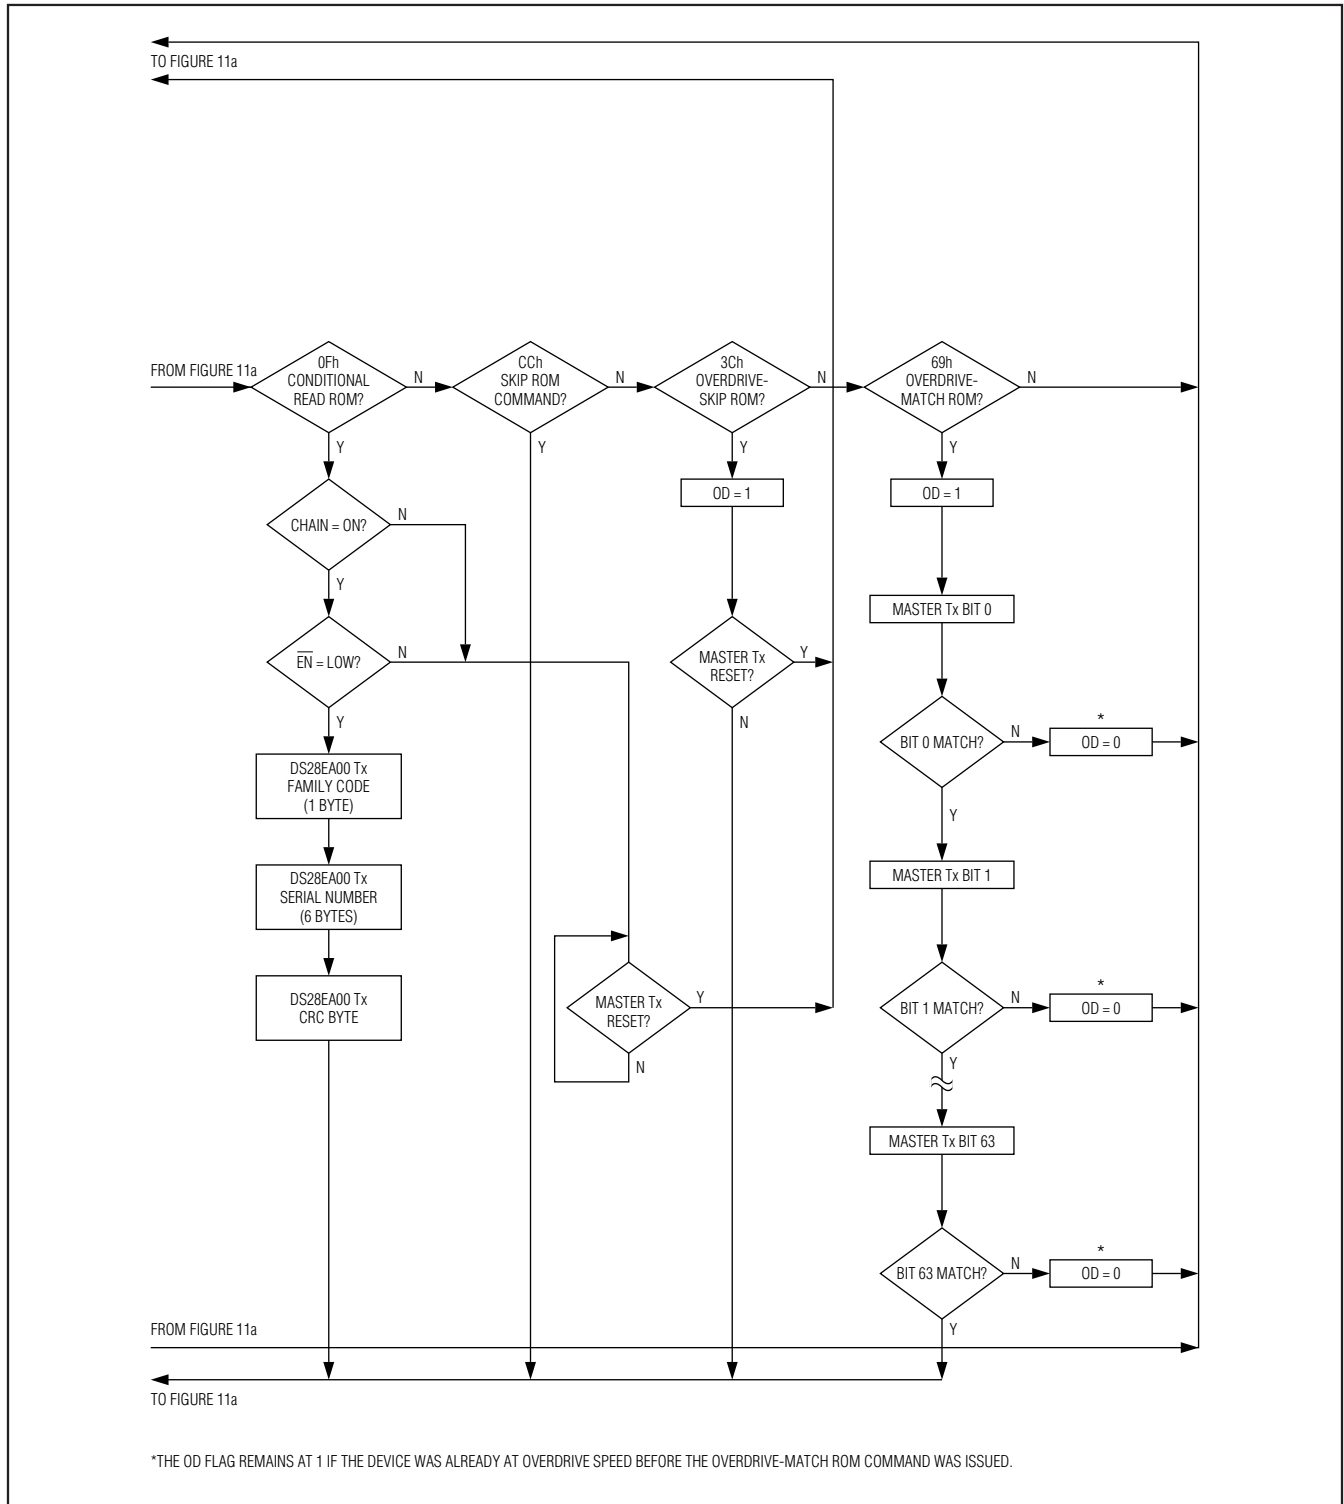 TO FIGURE 11a
FROM FIGURE 11a
0Fh
CONDITIONAL
READ ROM?
N
Y
CCh
SKIP ROM
COMMAND?
N
Y
3Ch
OVERDRIVE-
SKIP ROM?
N
Y
69h
OVERDRIVE-
MATCH ROM?
N
Y
CHAIN = ON?
N
Y
E̅N̅ = LOW?
N
Y
DS28EA00 Tx
FAMILY CODE
(1 BYTE)
DS28EA00 Tx
SERIAL NUMBER
(6 BYTES)
DS28EA00 Tx
CRC BYTE
MASTER Tx
RESET?
Y
N
OD = 1
MASTER Tx
RESET?
Y
N
OD = 1
MASTER Tx BIT 0
BIT 0 MATCH?
N
*
OD = 0
Y
MASTER Tx BIT 1
BIT 1 MATCH?
N
*
OD = 0
Y
MASTER Tx BIT 63
BIT 63 MATCH?
N
*
OD = 0
Y
FROM FIGURE 11a
TO FIGURE 11a
*THE OD FLAG REMAINS AT 1 IF THE DEVICE WAS ALREADY AT OVERDRIVE SPEED BEFORE THE OVERDRIVE-MATCH ROM COMMAND WAS ISSUED.